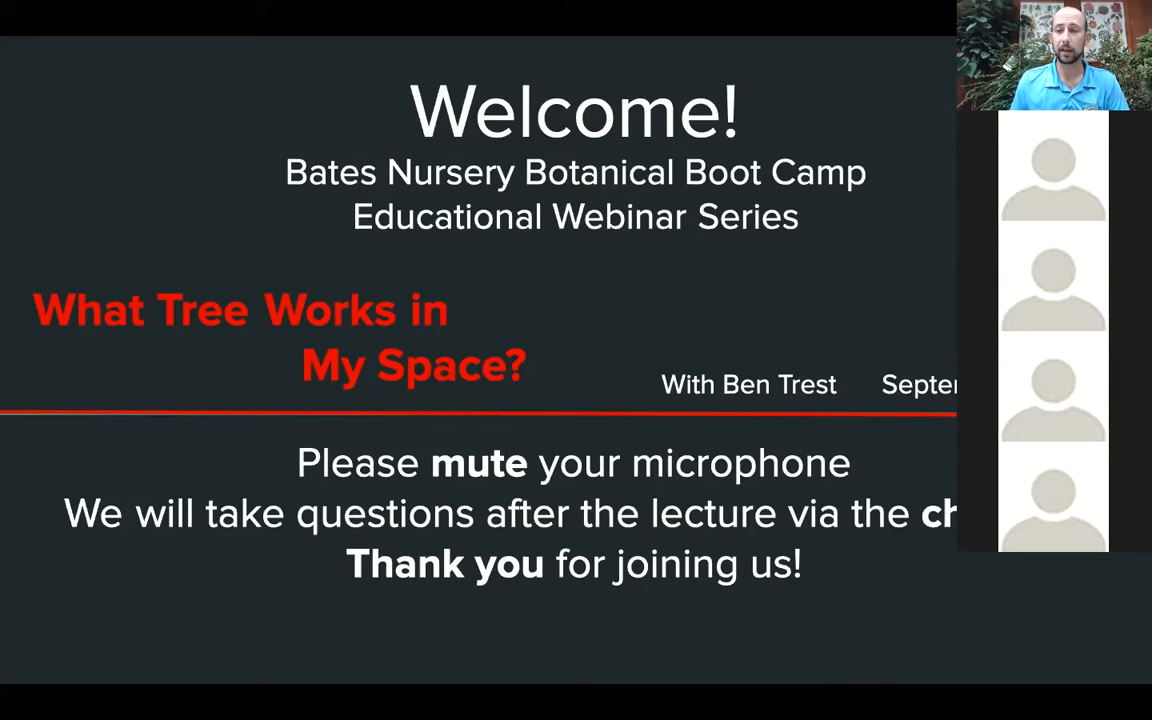 Welcome!
Bates Nursery Botanical Boot Camp
Educational Webinar Series
What Tree Works in
My Space?
With Ben Trest
Please mute your microphone
We will take questions after the lecture via the
Thank you for joining us!